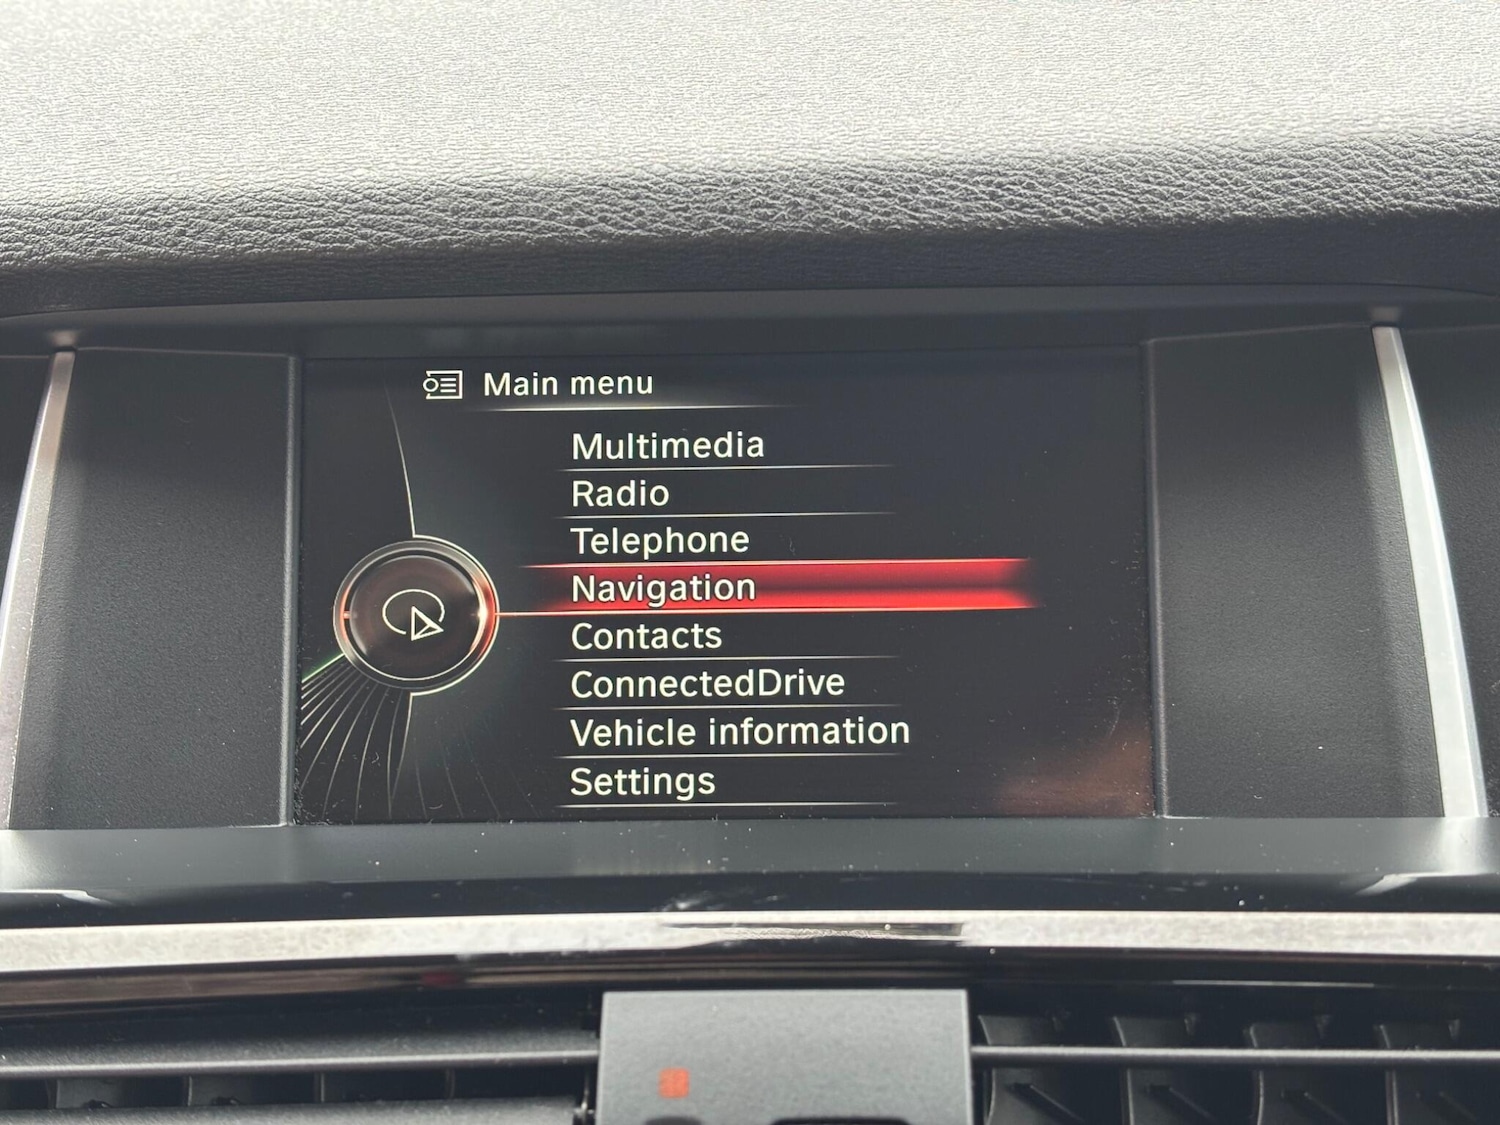 Main menu
Multimedia
Radio
Telephone
Navigation
Contacts
ConnectedDrive
Vehicle information
Settings